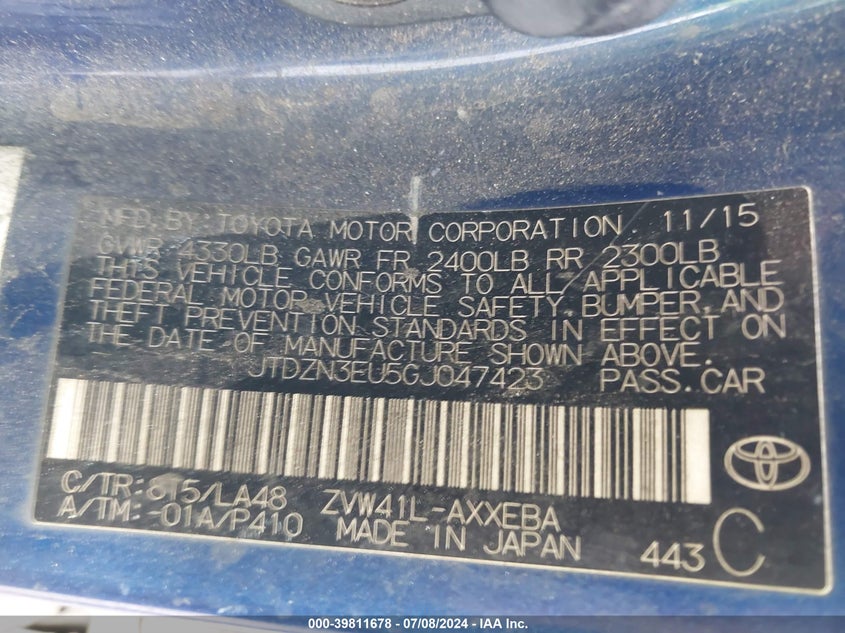 MFD. BY: TOYOTA MOTOR CORPORATION 11/15
GVWR 4330LB GAWR FR 2400LB RR 2300LB
THIS VEHICLE CONFORMS TO ALL APPLICABLE
FEDERAL MOTOR VEHICLE SAFETY, BUMPER, AND
THEFT PREVENTION STANDARDS IN EFFECT ON
THE DATE OF MANUFACTURE SHOWN ABOVE.
JTDZN3EU5GJ047423 PASS. CAR
C/TR: 8T5/LA48 ZVW41L-AXXEBA
A/TM: -01A/P410 MADE IN JAPAN 443 C
000-39811678 / 07/08/2024 / IAA Inc.